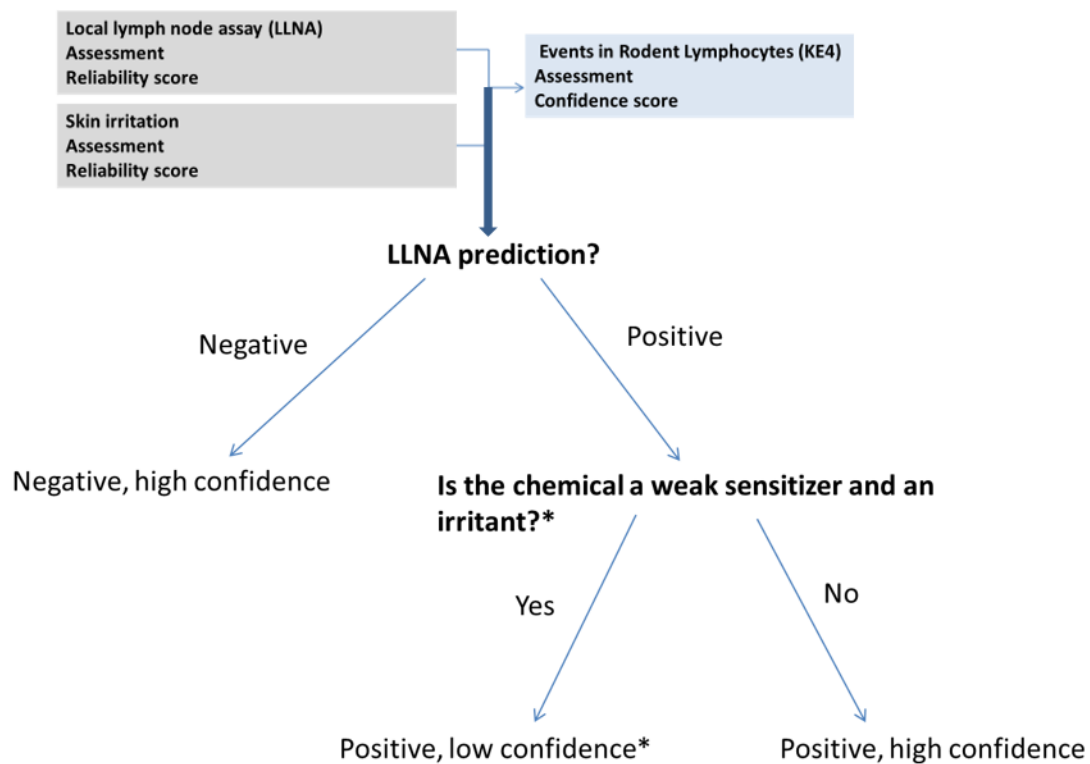 Local lymph node assay (LLNA)
Assessment
Reliability score
Events in Rodent Lymphocytes (KE4)
Assessment
Confidence score
Skin irritation
Assessment
Reliability score
LLNA prediction?
Negative
Positive
Negative, high confidence
Is the chemical a weak sensitizer and an
irritant?*
Yes
No
Positive, low confidence*
Positive, high confidence